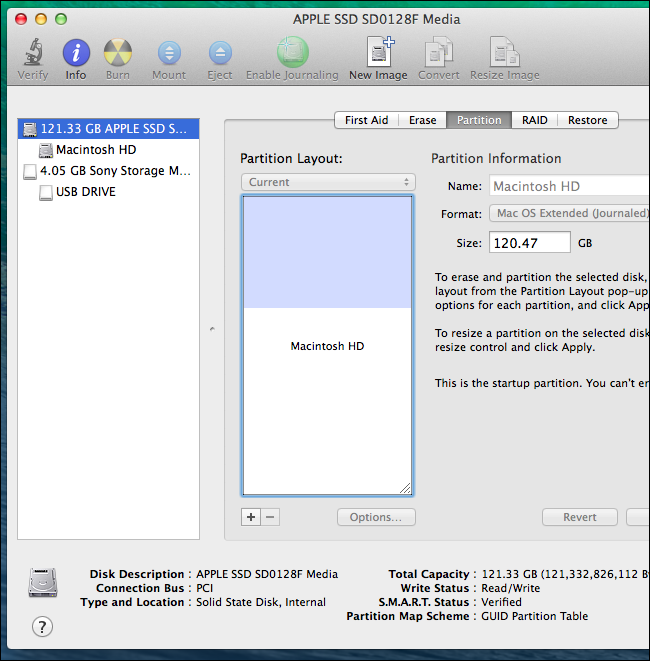 APPLE SSD SD0128F Media
Verify Info Burn Mount Eject Enable Journaling New Image Convert Resize Image
121.33 GB APPLE SSD S...
Macintosh HD
4.05 GB Sony Storage M...
USB DRIVE
First Aid Erase Partition RAID Restore
Partition Layout:
Current
Macintosh HD
+ −
Options...
Partition Information
Name: Macintosh HD
Format: Mac OS Extended (Journaled)
Size: 120.47 GB
To erase and partition the selected disk,
layout from the Partition Layout pop-up
options for each partition, and click App
To resize a partition on the selected disk
resize control and click Apply.
This is the startup partition. You can't er
Revert
Disk Description : APPLE SSD SD0128F Media
Connection Bus : PCI
Type and Location : Solid State Disk, Internal
Total Capacity : 121.33 GB (121,332,826,112 B
Write Status : Read/Write
S.M.A.R.T. Status : Verified
Partition Map Scheme : GUID Partition Table
?